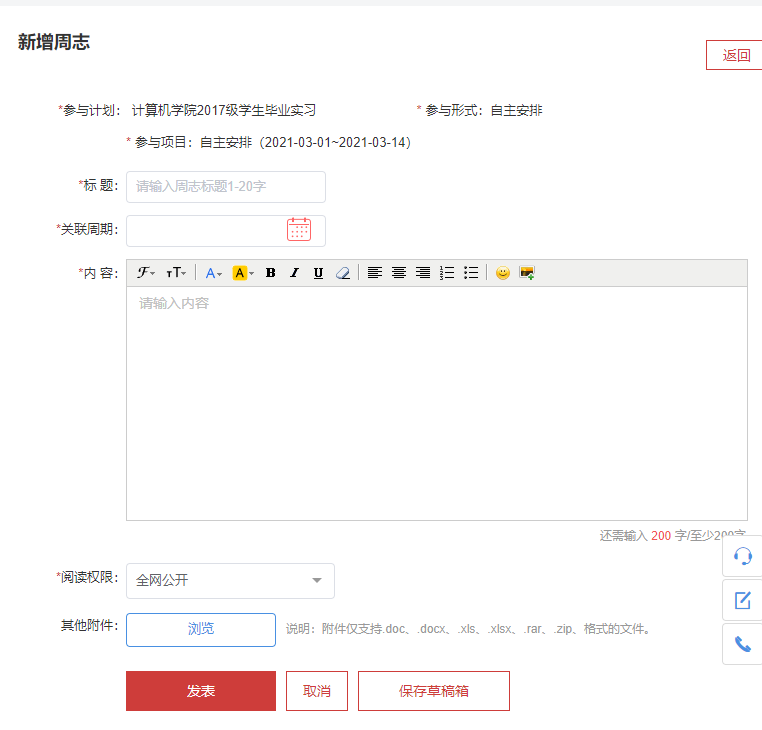 新增周志
返回
*参与计划： 计算机学院2017级学生毕业实习
* 参与形式：自主安排
* 参与项目：自主安排（2021-03-01~2021-03-14）
*标 题：
请输入周志标题1-20字
*关联周期：
*内 容：
F T A A B I U
请输入内容
还需输入 200 字/至少200字
*阅读权限：
全网公开
其他附件：
浏览
说明：附件仅支持.doc、.docx、.xls、.xlsx、.rar、.zip、格式的文件。
发表
取消
保存草稿箱